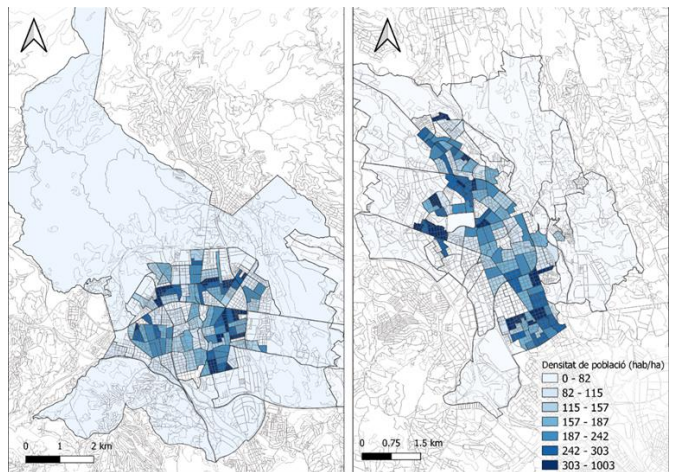 0 1 2 km
0 0.75 1.5 km
Densitat de població (hab/ha)
0 - 82
82 - 115
115 - 157
157 - 187
187 - 242
242 - 303
303 - 1003